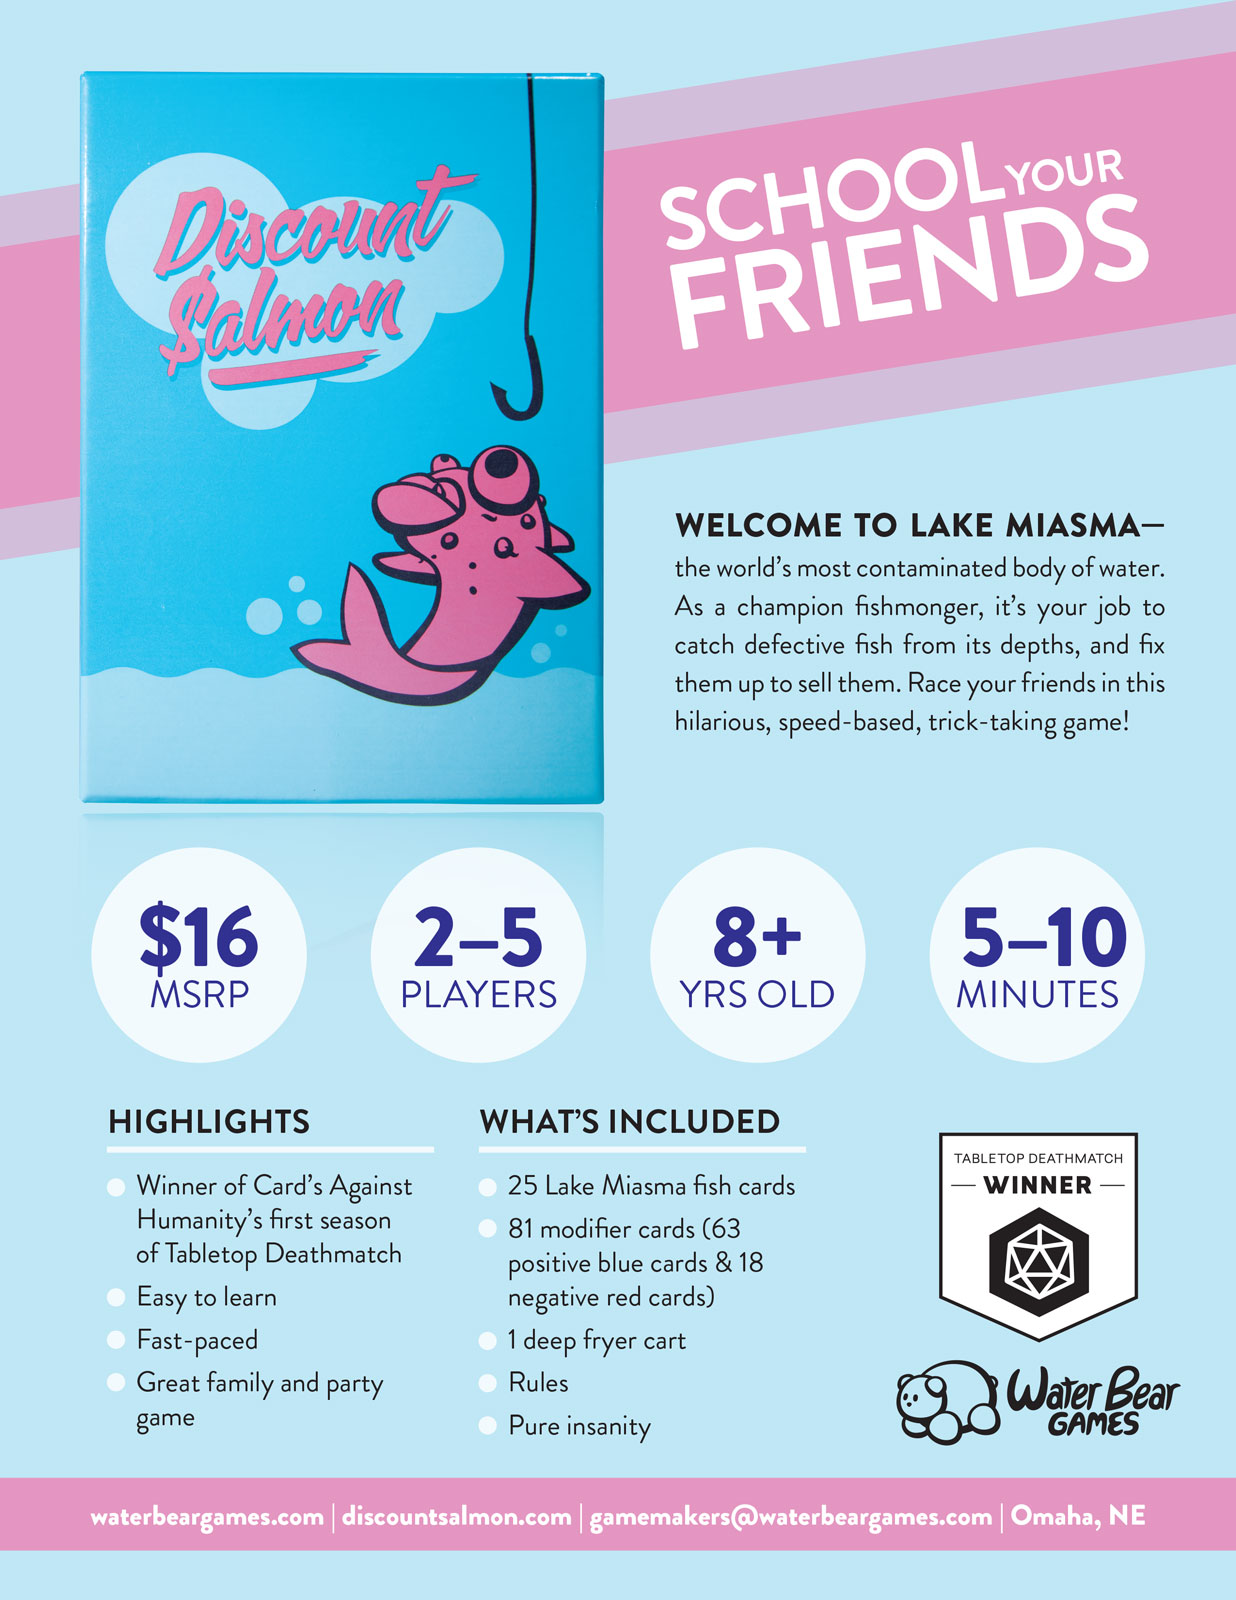 Discount
$almon
SCHOOL YOUR
FRIENDS
WELCOME TO LAKE MIASMA—
the world's most contaminated body of water.
As a champion fishmonger, it's your job to
catch defective fish from its depths, and fix
them up to sell them. Race your friends in this
hilarious, speed-based, trick-taking game!
$16
MSRP
2–5
PLAYERS
8+
YRS OLD
5–10
MINUTES
HIGHLIGHTS
Winner of Card's Against
Humanity's first season
of Tabletop Deathmatch
Easy to learn
Fast-paced
Great family and party
game
WHAT'S INCLUDED
25 Lake Miasma fish cards
81 modifier cards (63
positive blue cards & 18
negative red cards)
1 deep fryer cart
Rules
Pure insanity
TABLETOP DEATHMATCH
— WINNER —
Water Bear
GAMES
waterbeargames.com | discountsalmon.com | gamemakers@waterbeargames.com | Omaha, NE